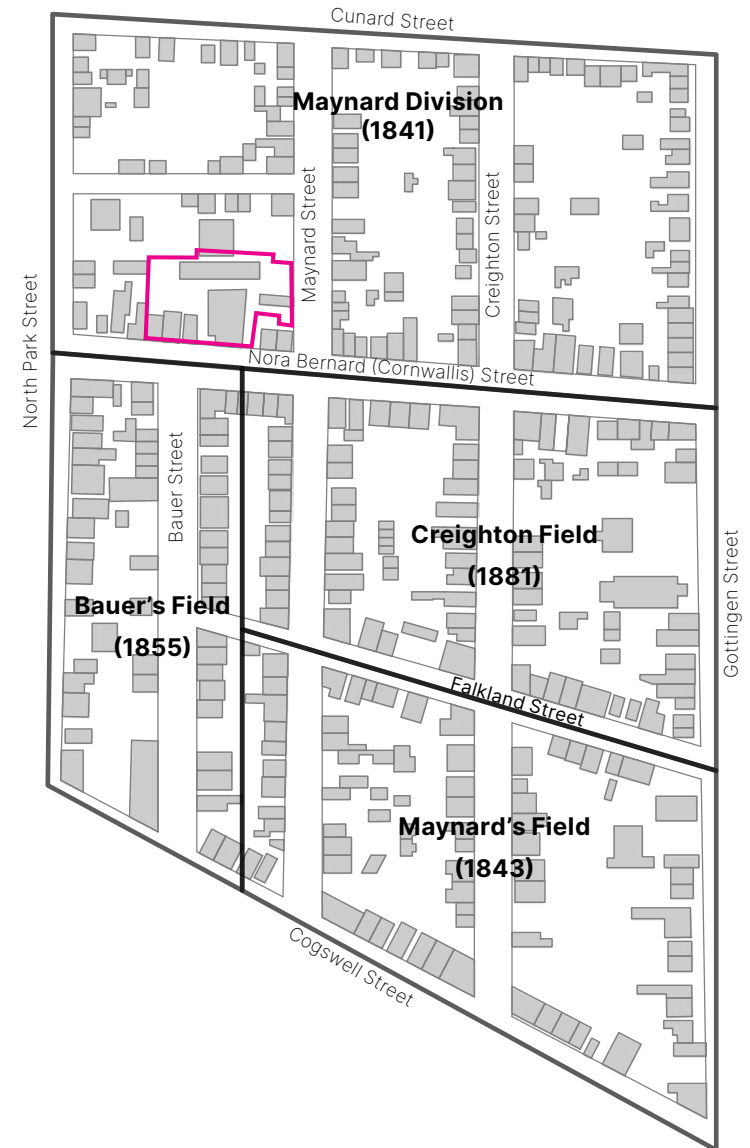 Cunard Street
Maynard Division
(1841)
Maynard Street
Creighton Street
North Park Street
Nora Bernard (Cornwallis) Street
Bauer Street
Creighton Field
(1881)
Gottingen Street
Bauer's Field
(1855)
Falkland Street
Maynard's Field
(1843)
Cogswell Street